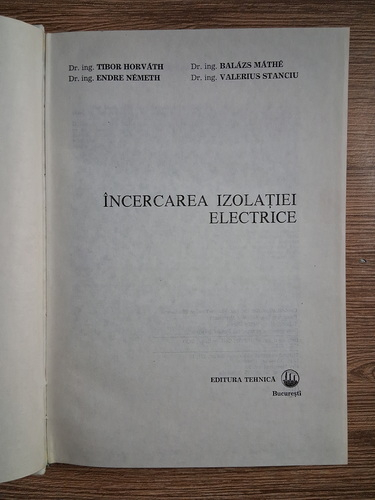 Dr. ing. TIBOR HORVÁTH Dr. ing. BALÁZS MÁTHÉ
Dr. ing. ENDRE NÉMETH Dr. ing. VALERIUS STANCIU
ÎNCERCAREA IZOLAȚIEI
ELECTRICE
EDITURA TEHNICĂ
București